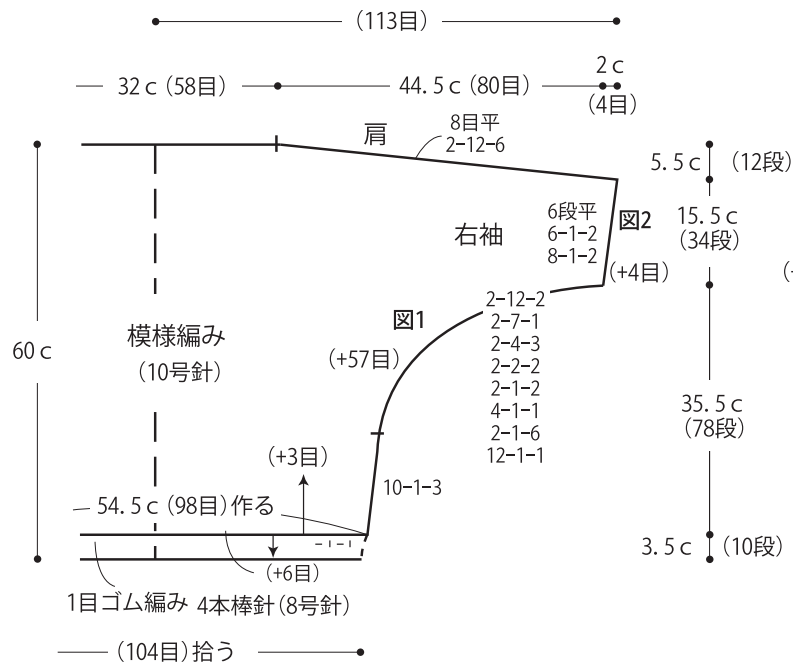 (113目)
32c(58目)
44.5c(80目)
2c
(4目)
肩
8目平
2-12-6
5.5c (12段)
右袖
6段平
6-1-2
8-1-2
図2
15.5c
(34段)
(+4目)
図1
2-12-2
2-7-1
2-4-3
2-2-2
2-1-2
4-1-1
2-1-6
12-1-1
模様編み
(10号針)
60c
(+57目)
35.5c
(78段)
(+3目)
10-1-3
54.5c(98目)作る
3.5c (10段)
(+6目)
1目ゴム編み 4本棒針(8号針)
(104目)拾う